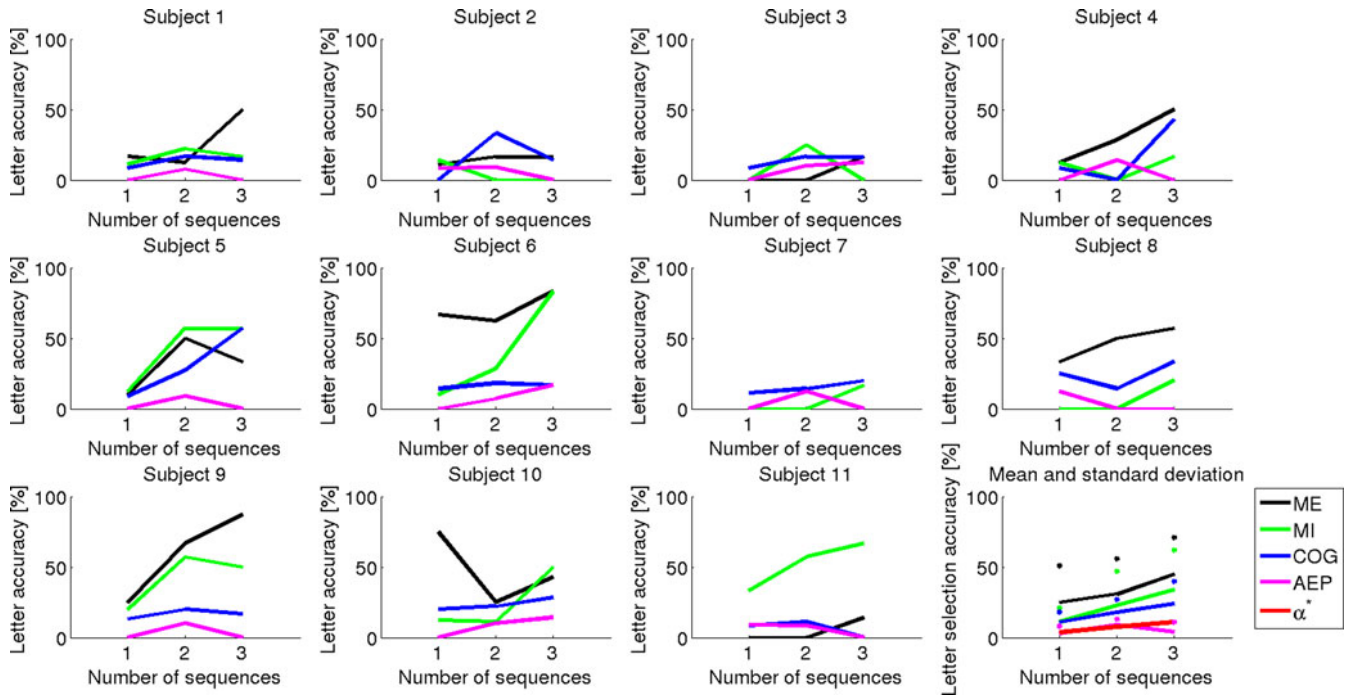 Subject 1
Letter accuracy [%]
100
50
0
1 2 3
Number of sequences
Subject 2
Letter accuracy [%]
100
50
0
1 2 3
Number of sequences
Subject 3
Letter accuracy [%]
100
50
0
1 2 3
Number of sequences
Subject 4
Letter accuracy [%]
100
50
0
1 2 3
Number of sequences
Subject 5
Letter accuracy [%]
100
50
0
1 2 3
Number of sequences
Subject 6
Letter accuracy [%]
100
50
0
1 2 3
Number of sequences
Subject 7
Letter accuracy [%]
100
50
0
1 2 3
Number of sequences
Subject 8
Letter accuracy [%]
100
50
0
1 2 3
Number of sequences
Subject 9
Letter accuracy [%]
100
50
0
1 2 3
Number of sequences
Subject 10
Letter accuracy [%]
100
50
0
1 2 3
Number of sequences
Subject 11
Letter accuracy [%]
100
50
0
1 2 3
Number of sequences
Mean and standard deviation
Letter selection accuracy [%]
100
50
0
1 2 3
Number of sequences
ME
MI
COG
AEP
α*